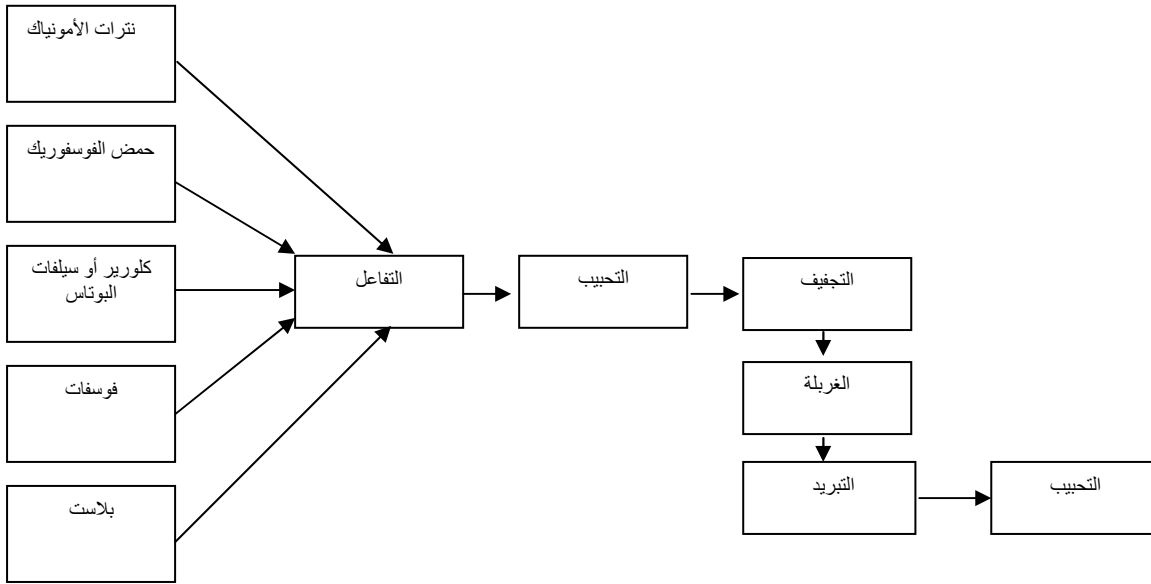 نترات الأمونياك
حمض الفوسفوريك
كلورير أو سيلفات
البوتاس
فوسفات
بلاست
التفاعل
التحبيب
التجفيف
الغربلة
التبريد
التحبيب